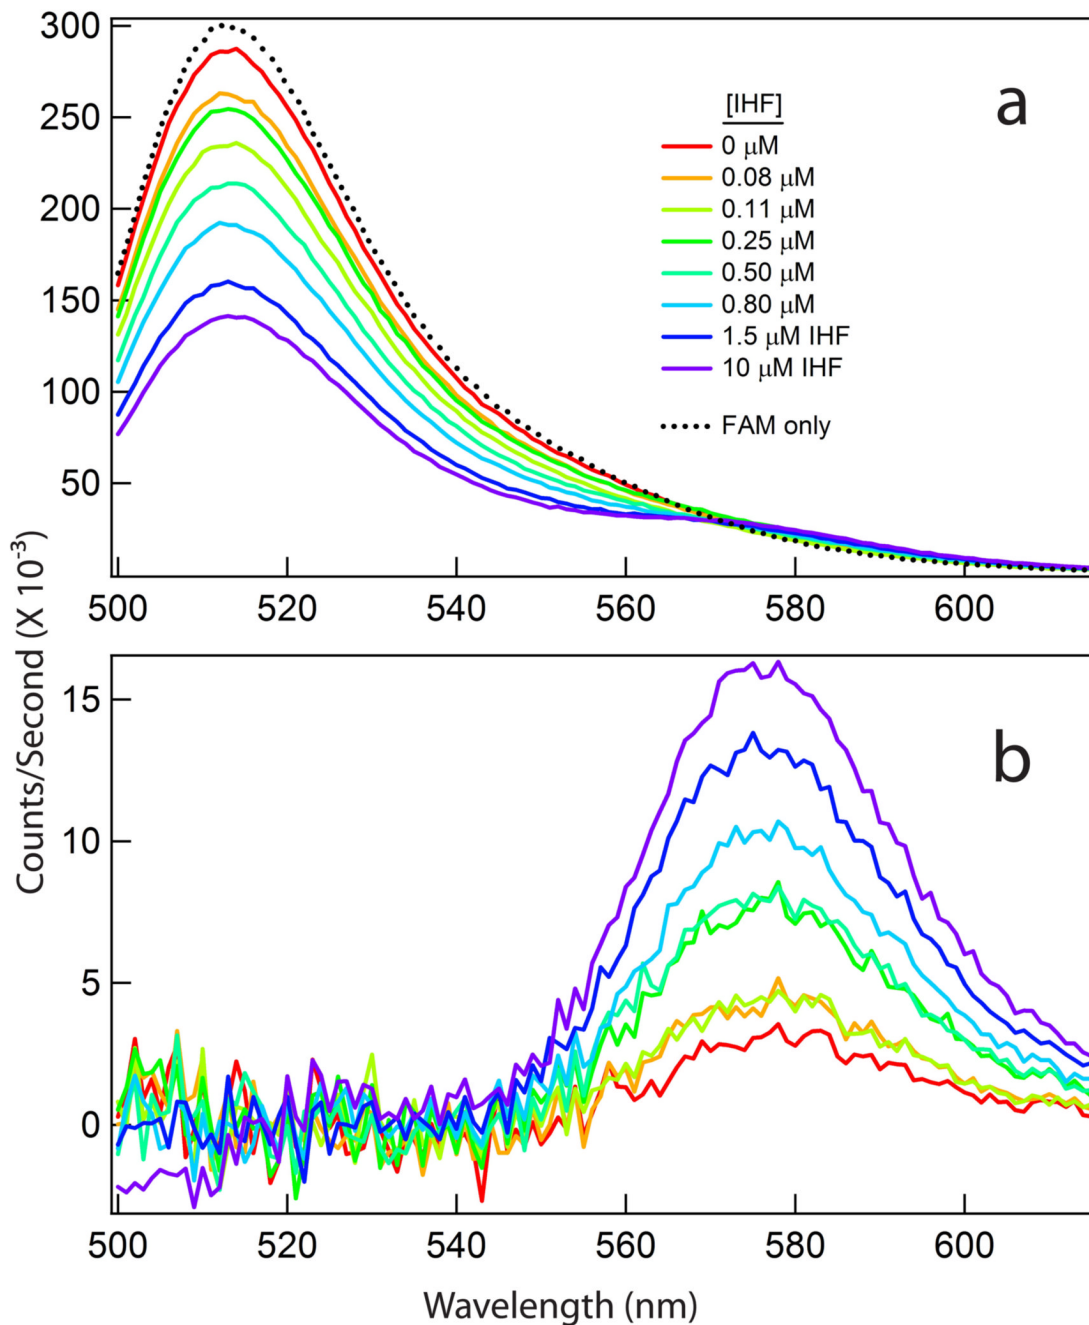 a
300
250
200
150
100
50
[IHF]
0 μM
0.08 μM
0.11 μM
0.25 μM
0.50 μM
0.80 μM
1.5 μM IHF
10 μM IHF
FAM only
500 520 540 560 580 600
Counts/Second (X 10⁻³)
b
15
10
5
0
500 520 540 560 580 600
Wavelength (nm)